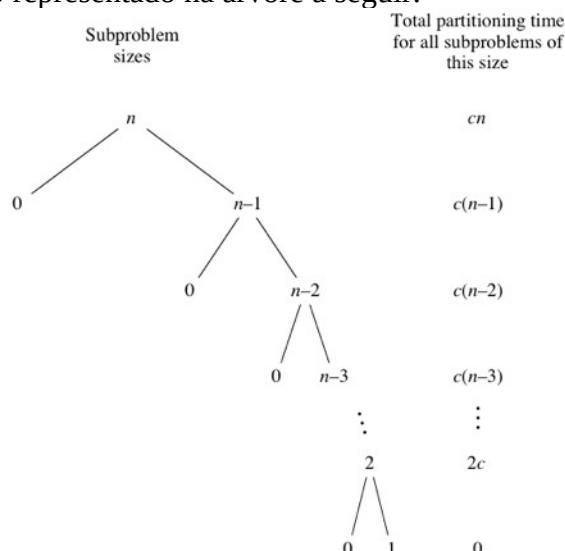 representado na árvore a seguir:
Subproblem
sizes
Total partitioning time
for all subproblems of
this size
n
cn
0
n–1
c(n–1)
0
n–2
c(n–2)
0
n–3
c(n–3)
⋱
⋮
2
2c
0
1
0